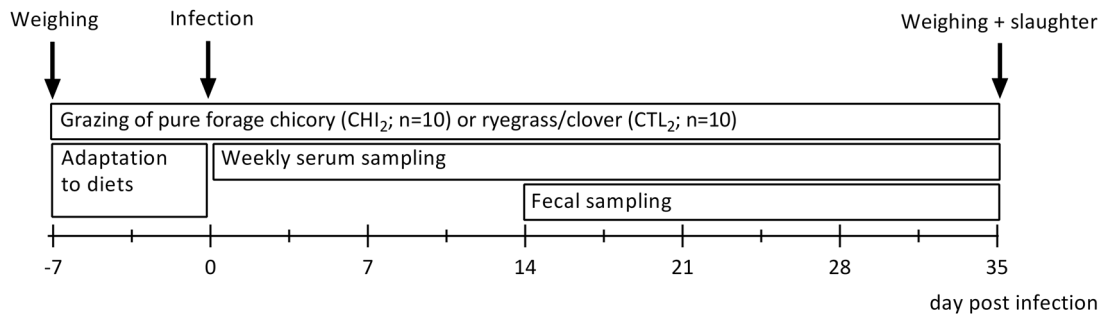 Weighing
Infection
Weighing + slaughter
Grazing of pure forage chicory (CHI₂; n=10) or ryegrass/clover (CTL₂; n=10)
Adaptation
to diets
Weekly serum sampling
Fecal sampling
-7 0 7 14 21 28 35
day post infection